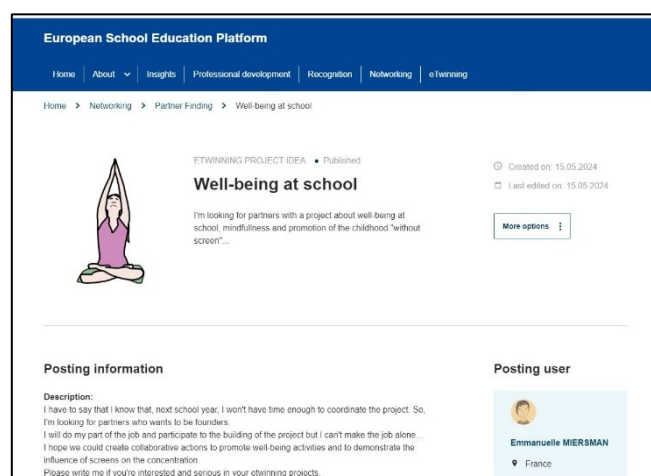 European School Education Platform
Home About Insights Professional development Recognition Networking eTwinning
Home > Networking > Partner Finding > Well-being at school
ETWINNING PROJECT IDEA • Published
Well-being at school
I'm looking for partners with a project about well-being at
school, mindfullness and promotion of the childhood "without
screen"...
Created on: 15.05.2024
Last edited on: 15.05.2024
More options
Posting information
Description:
I have to say that I know that, next school year, I won't have time enough to coordinate the project. So,
I'm looking for partners who wants to be founders.
I will do my part of the job and participate to the building of the project but I can't make the job alone...
I hope we could create collaborative actions to promote well-being activities and to demonstrate the
influence of screens on the concentration.
Please write me if you're interested and serious in your etwinning projects.
Posting user
Emmanuelle MIERSMAN
France